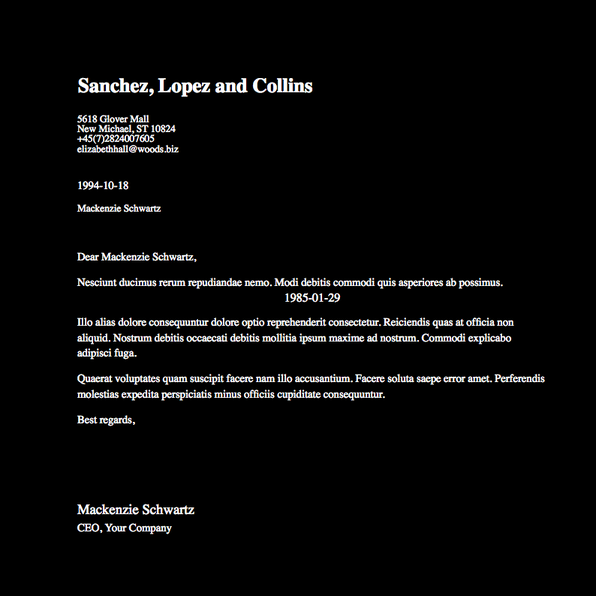 Sanchez, Lopez and Collins
5618 Glover Mall
New Michael, ST 10824
+45(7)2824007605
elizabethhall@woods.biz
1994-10-18
Mackenzie Schwartz
Dear Mackenzie Schwartz,
Nesciunt ducimus rerum repudiandae nemo. Modi debitis commodi quis asperiores ab possimus.
1985-01-29
Illo alias dolore consequuntur dolore optio reprehenderit consectetur. Reiciendis quas at officia non
aliquid. Nostrum debitis occaecati debitis mollitia ipsum maxime ad nostrum. Commodi explicabo
adipisci fuga.
Quaerat voluptates quam suscipit facere nam illo accusantium. Facere soluta saepe error amet. Perferendis
molestias expedita perspiciatis minus officiis cupiditate consequuntur.
Best regards,
Mackenzie Schwartz
CEO, Your Company